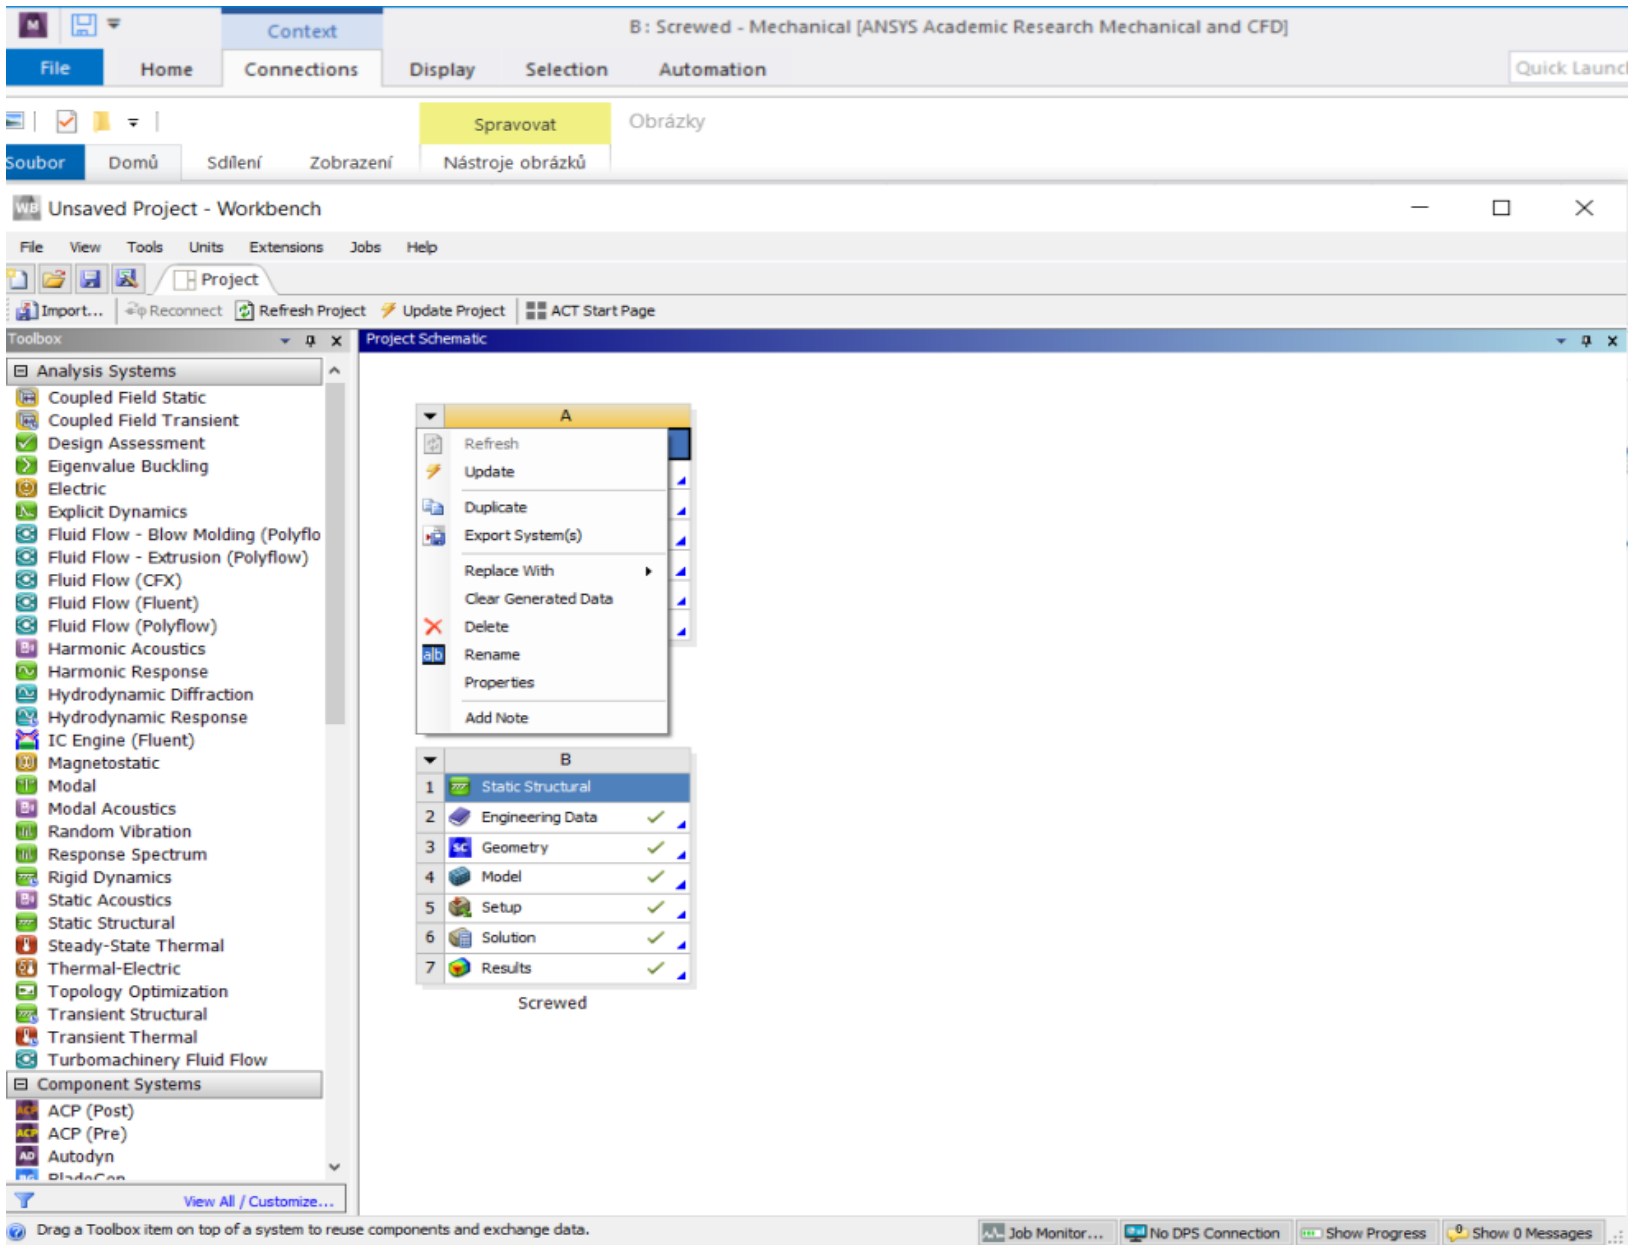 M
Context
B : Screwed - Mechanical [ANSYS Academic Research Mechanical and CFD]
File Home Connections Display Selection Automation
Spravovat Obrázky
Soubor Domů Sdílení Zobrazení Nástroje obrázků
WB Unsaved Project - Workbench
File View Tools Units Extensions Jobs Help
Project
Import... Reconnect Refresh Project Update Project ACT Start Page
Toolbox
Project Schematic
Analysis Systems
Coupled Field Static
Coupled Field Transient
Design Assessment
Eigenvalue Buckling
Electric
Explicit Dynamics
Fluid Flow - Blow Molding (Polyflo
Fluid Flow - Extrusion (Polyflow)
Fluid Flow (CFX)
Fluid Flow (Fluent)
Fluid Flow (Polyflow)
Harmonic Acoustics
Harmonic Response
Hydrodynamic Diffraction
Hydrodynamic Response
IC Engine (Fluent)
Magnetostatic
Modal
Modal Acoustics
Random Vibration
Response Spectrum
Rigid Dynamics
Static Acoustics
Static Structural
Steady-State Thermal
Thermal-Electric
Topology Optimization
Transient Structural
Transient Thermal
Turbomachinery Fluid Flow
Component Systems
ACP (Post)
ACP (Pre)
AD Autodyn
View All / Customize...
A
Refresh
Update
Duplicate
Export System(s)
Replace With
Clear Generated Data
Delete
a|b Rename
Properties
Add Note
B
1 Static Structural
2 Engineering Data
3 SC Geometry
4 Model
5 Setup
6 Solution
7 Results
Screwed
Drag a Toolbox item on top of a system to reuse components and exchange data.
Job Monitor... No DPS Connection Show Progress 0 Show 0 Messages